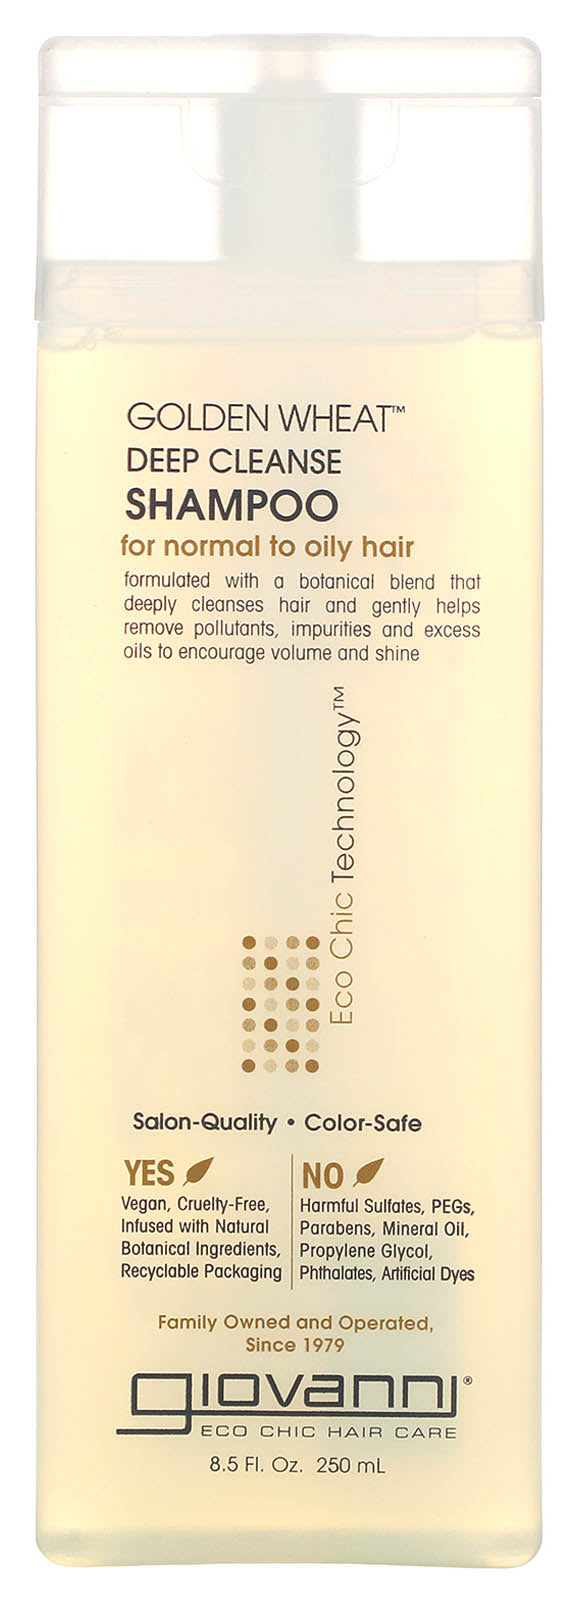 GOLDEN WHEAT™
DEEP CLEANSE
SHAMPOO
for normal to oily hair
formulated with a botanical blend that
deeply cleanses hair and gently helps
remove pollutants, impurities and excess
oils to encourage volume and shine
Eco Chic Technology™
Salon-Quality • Color-Safe
YES
Vegan, Cruelty-Free,
Infused with Natural
Botanical Ingredients,
Recyclable Packaging
NO
Harmful Sulfates, PEGs,
Parabens, Mineral Oil,
Propylene Glycol,
Phthalates, Artificial Dyes
Family Owned and Operated,
Since 1979
giovanni®
ECO CHIC HAIR CARE
8.5 Fl. Oz. 250 mL